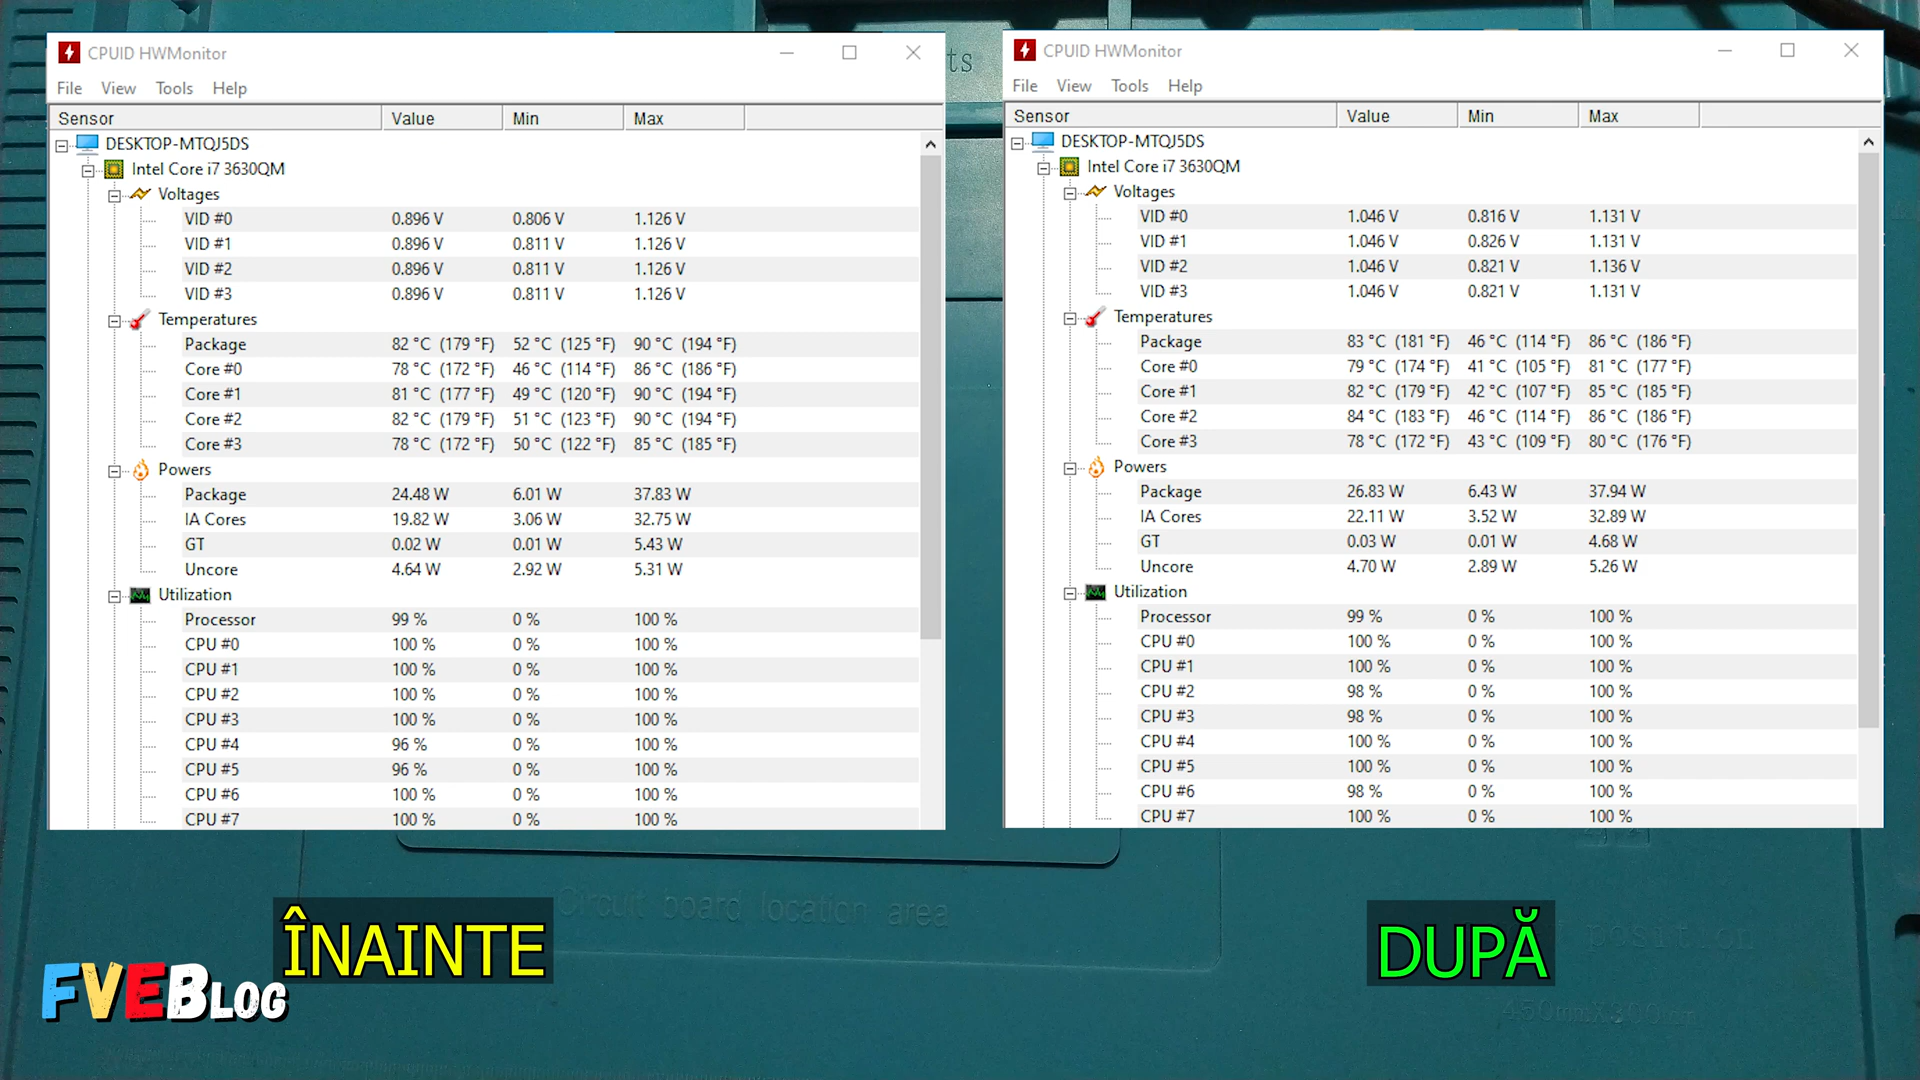 CPUID HWMonitor
File View Tools Help
Sensor Value Min Max
DESKTOP-MTQJ5DS
Intel Core i7 3630QM
Voltages
VID #0 0.896 V 0.806 V 1.126 V
VID #1 0.896 V 0.811 V 1.126 V
VID #2 0.896 V 0.811 V 1.126 V
VID #3 0.896 V 0.811 V 1.126 V
Temperatures
Package 82 °C (179 °F) 52 °C (125 °F) 90 °C (194 °F)
Core #0 78 °C (172 °F) 46 °C (114 °F) 86 °C (186 °F)
Core #1 81 °C (177 °F) 49 °C (120 °F) 90 °C (194 °F)
Core #2 82 °C (179 °F) 51 °C (123 °F) 90 °C (194 °F)
Core #3 78 °C (172 °F) 50 °C (122 °F) 85 °C (185 °F)
Powers
Package 24.48 W 6.01 W 37.83 W
IA Cores 19.82 W 3.06 W 32.75 W
GT 0.02 W 0.01 W 5.43 W
Uncore 4.64 W 2.92 W 5.31 W
Utilization
Processor 99 % 0 % 100 %
CPU #0 100 % 0 % 100 %
CPU #1 100 % 0 % 100 %
CPU #2 100 % 0 % 100 %
CPU #3 100 % 0 % 100 %
CPU #4 96 % 0 % 100 %
CPU #5 96 % 0 % 100 %
CPU #6 100 % 0 % 100 %
CPU #7 100 % 0 % 100 %
ts
CPUID HWMonitor
File View Tools Help
Sensor Value Min Max
DESKTOP-MTQJ5DS
Intel Core i7 3630QM
Voltages
VID #0 1.046 V 0.816 V 1.131 V
VID #1 1.046 V 0.826 V 1.131 V
VID #2 1.046 V 0.821 V 1.136 V
VID #3 1.046 V 0.821 V 1.131 V
Temperatures
Package 83 °C (181 °F) 46 °C (114 °F) 86 °C (186 °F)
Core #0 79 °C (174 °F) 41 °C (105 °F) 81 °C (177 °F)
Core #1 82 °C (179 °F) 42 °C (107 °F) 85 °C (185 °F)
Core #2 84 °C (183 °F) 46 °C (114 °F) 86 °C (186 °F)
Core #3 78 °C (172 °F) 43 °C (109 °F) 80 °C (176 °F)
Powers
Package 26.83 W 6.43 W 37.94 W
IA Cores 22.11 W 3.52 W 32.89 W
GT 0.03 W 0.01 W 4.68 W
Uncore 4.70 W 2.89 W 5.26 W
Utilization
Processor 99 % 0 % 100 %
CPU #0 100 % 0 % 100 %
CPU #1 100 % 0 % 100 %
CPU #2 98 % 0 % 100 %
CPU #3 98 % 0 % 100 %
CPU #4 100 % 0 % 100 %
CPU #5 100 % 0 % 100 %
CPU #6 98 % 0 % 100 %
CPU #7 100 % 0 % 100 %
Circuit board location area
ÎNAINTE
DUPĂ
position
FVEBLOG
450mmX300mm